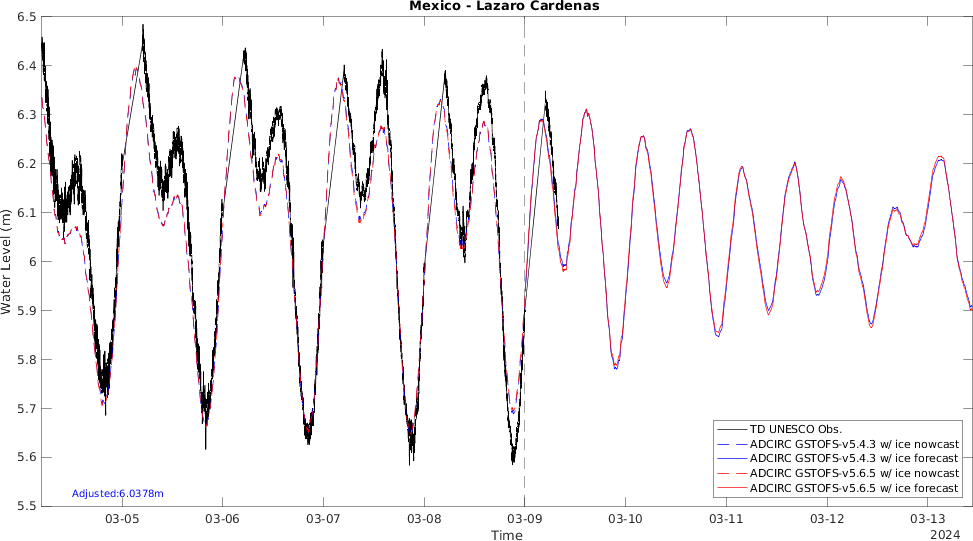 Mexico - Lazaro Cardenas
6.5
6.4
6.3
6.2
6.1
6
5.9
5.8
5.7
5.6
5.5
Water Level (m)
Adjusted:6.0378m
TD UNESCO Obs.
ADCIRC GSTOFS-v5.4.3 w/ ice nowcast
ADCIRC GSTOFS-v5.4.3 w/ ice forecast
ADCIRC GSTOFS-v5.6.5 w/ ice nowcast
ADCIRC GSTOFS-v5.6.5 w/ ice forecast
03-05 03-06 03-07 03-08 03-09 03-10 03-11 03-12 03-13
Time
2024